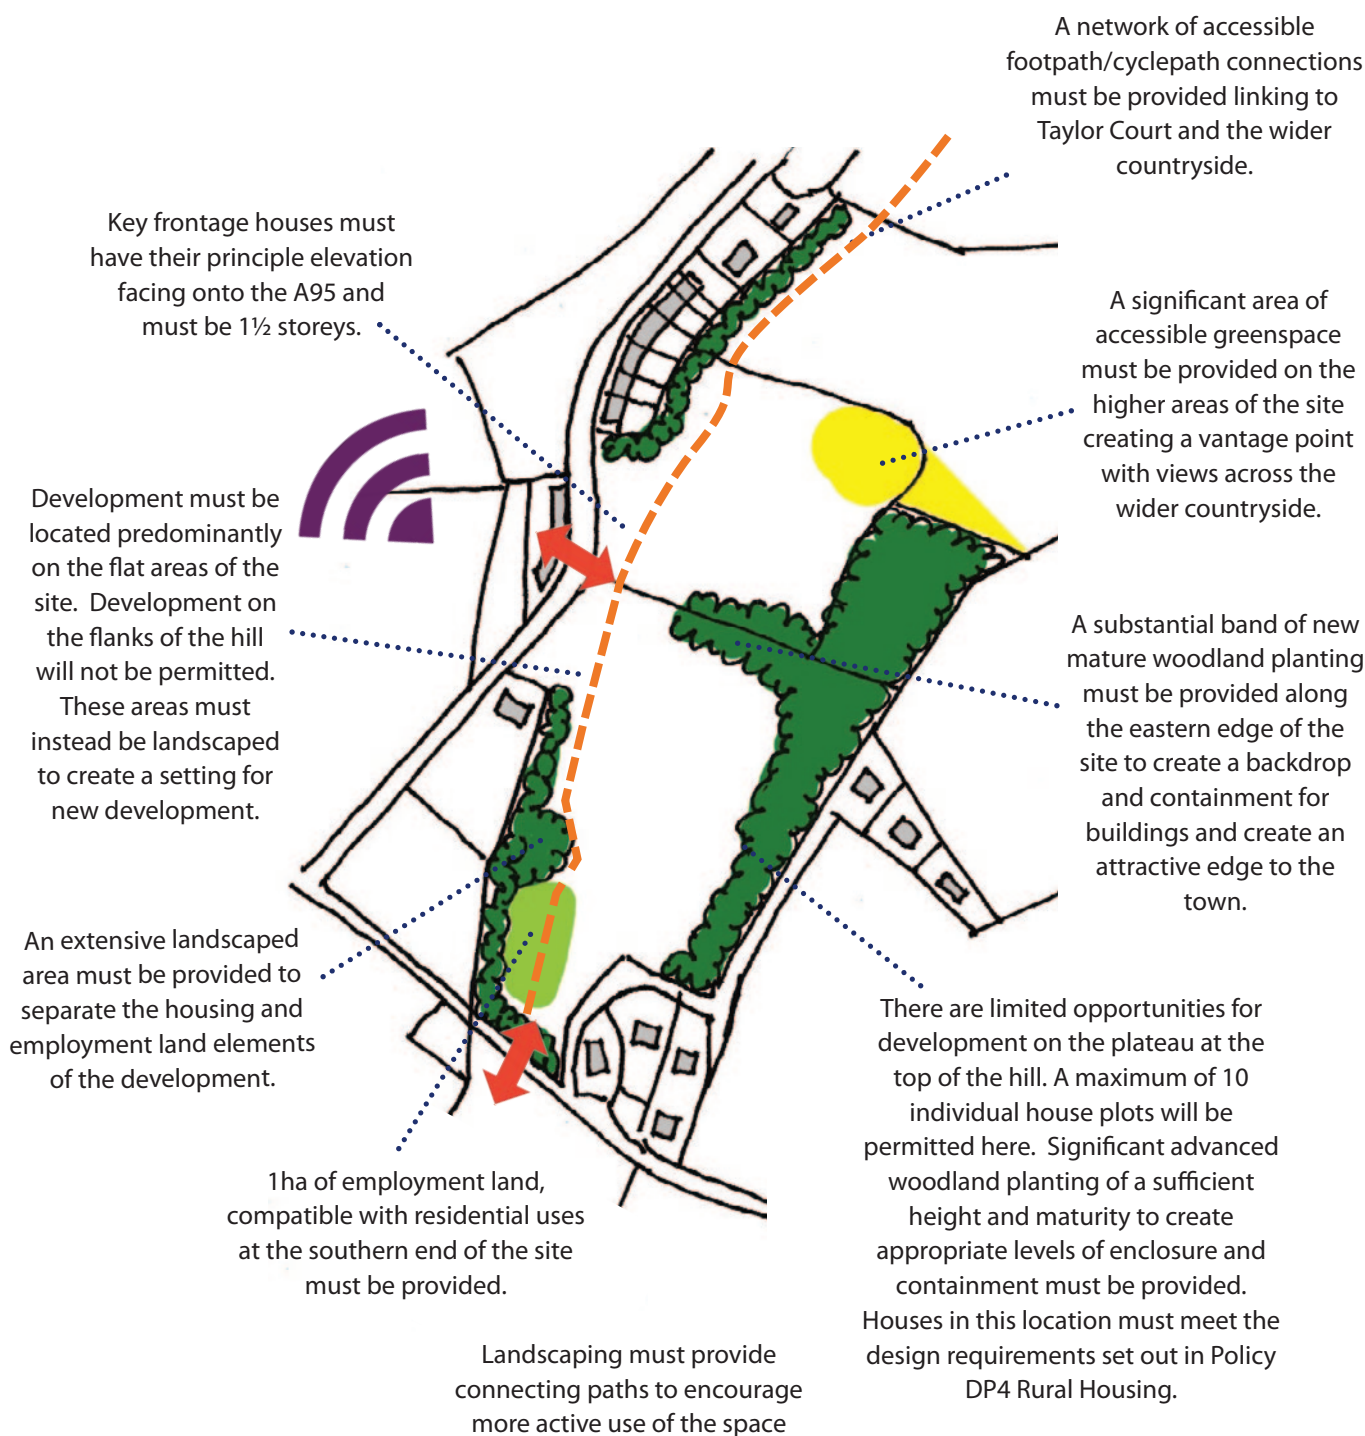 A network of accessible
footpath/cyclepath connections
must be provided linking to
Taylor Court and the wider
countryside.
Key frontage houses must
have their principle elevation
facing onto the A95 and
must be 1½ storeys.
A significant area of
accessible greenspace
must be provided on the
higher areas of the site
creating a vantage point
with views across the
wider countryside.
Development must be
located predominantly
on the flat areas of the
site.  Development on
the flanks of the hill
will not be permitted.
These areas must
instead be landscaped
to create a setting for
new development.
A substantial band of new
mature woodland planting
must be provided along
the eastern edge of the
site to create a backdrop
and containment for
buildings and create an
attractive edge to the
town.
An extensive landscaped
area must be provided to
separate the housing and
employment land elements
of the development.
There are limited opportunities for
development on the plateau at the
top of the hill. A maximum of 10
individual house plots will be
permitted here.  Significant advanced
woodland planting of a sufficient
height and maturity to create
appropriate levels of enclosure and
containment must be provided.
Houses in this location must meet the
design requirements set out in Policy
DP4 Rural Housing.
1ha of employment land,
compatible with residential uses
at the southern end of the site
must be provided.
Landscaping must provide
connecting paths to encourage
more active use of the space